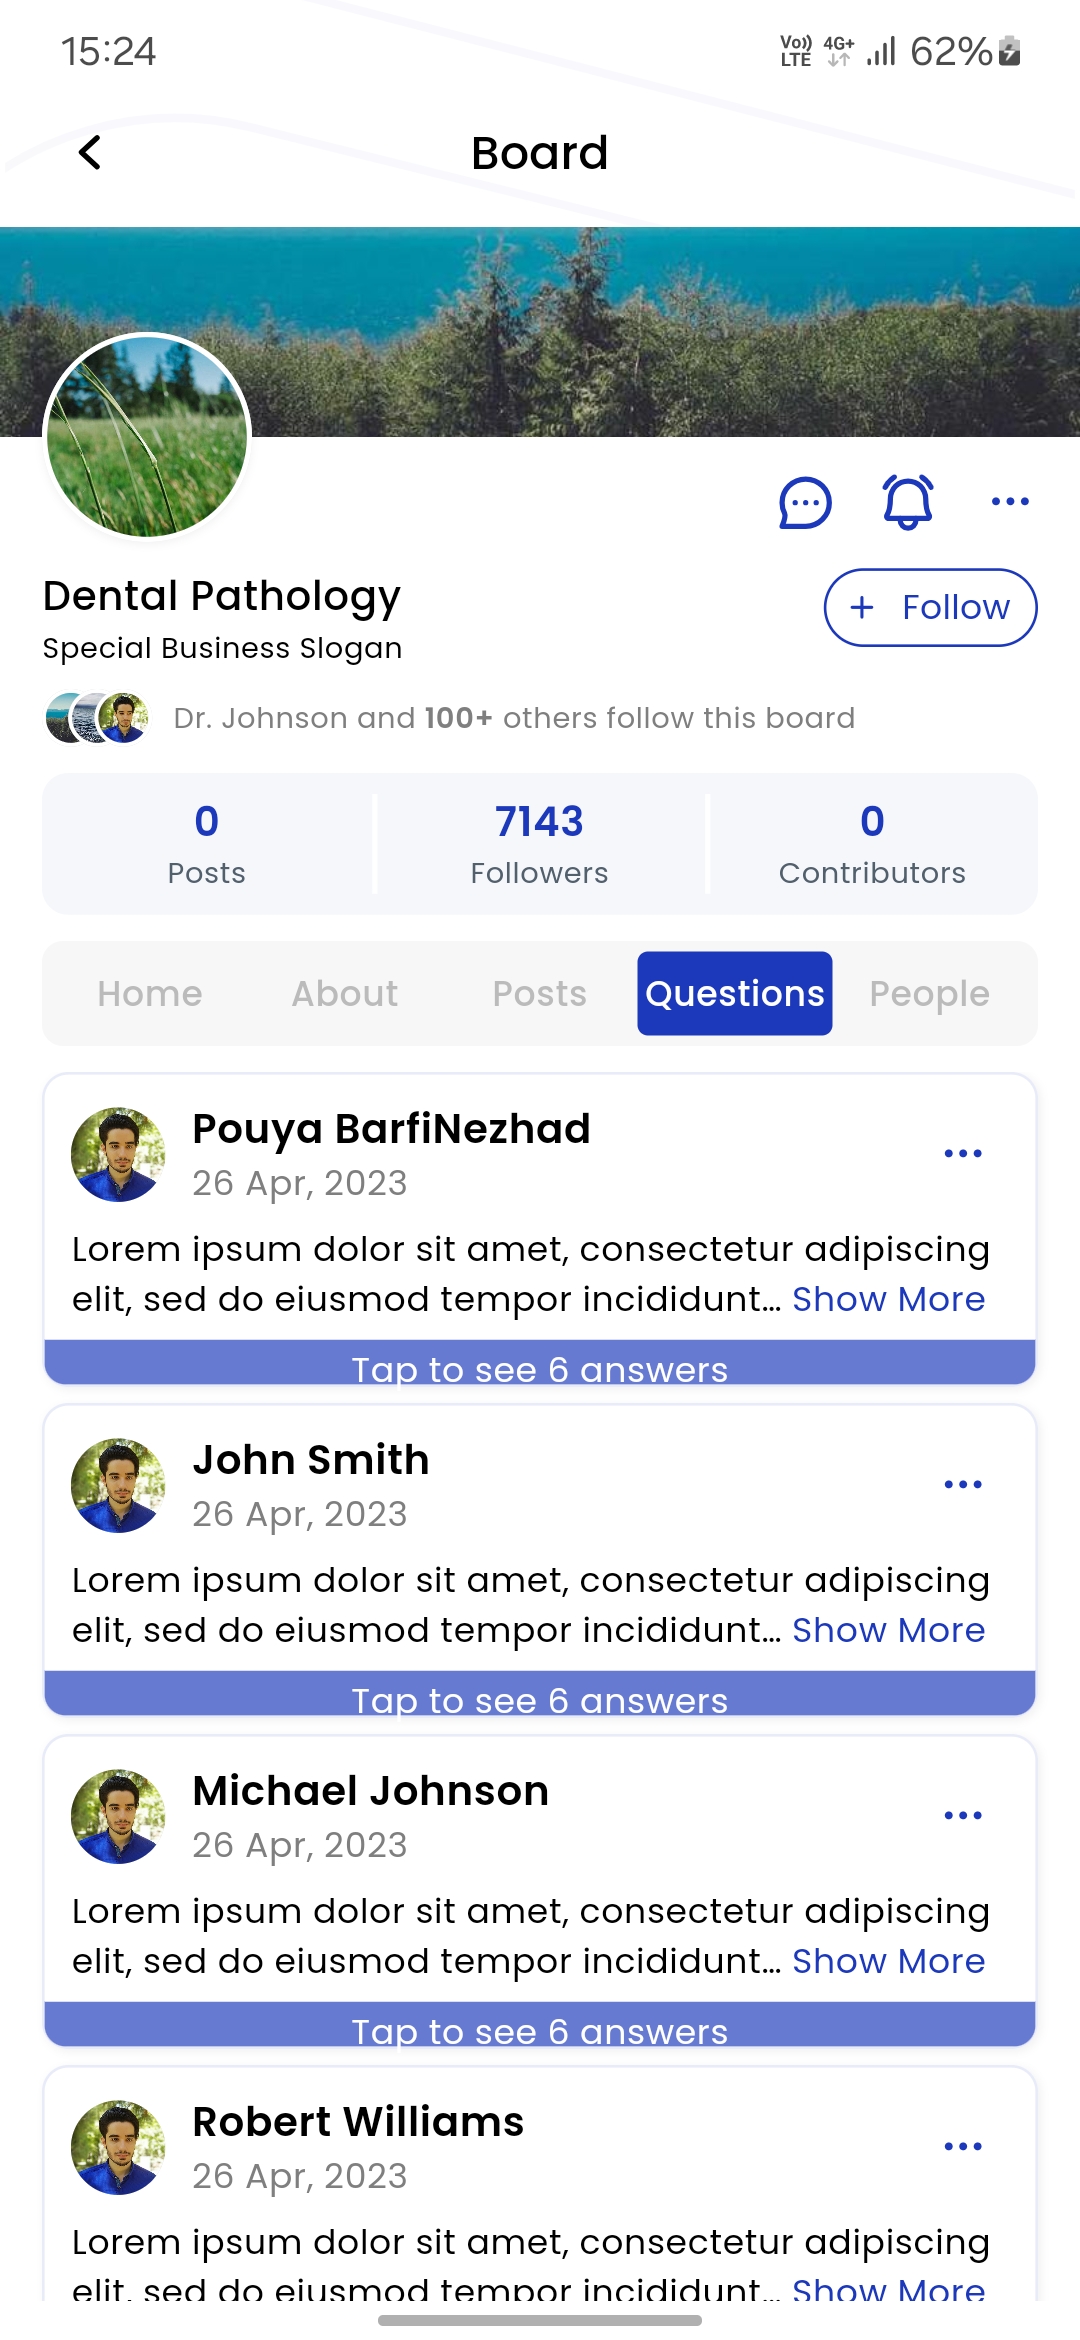 15:24
Vo)) LTE 4G+ 62%
Board
Dental Pathology
+ Follow
Special Business Slogan
Dr. Johnson and 100+ others follow this board
0 7143 0
Posts Followers Contributors
Home About Posts Questions People
Pouya BarfiNezhad
26 Apr, 2023
Lorem ipsum dolor sit amet, consectetur adipiscing
elit, sed do eiusmod tempor incididunt... Show More
Tap to see 6 answers
John Smith
26 Apr, 2023
Lorem ipsum dolor sit amet, consectetur adipiscing
elit, sed do eiusmod tempor incididunt... Show More
Tap to see 6 answers
Michael Johnson
26 Apr, 2023
Lorem ipsum dolor sit amet, consectetur adipiscing
elit, sed do eiusmod tempor incididunt... Show More
Tap to see 6 answers
Robert Williams
26 Apr, 2023
Lorem ipsum dolor sit amet, consectetur adipiscing
elit, sed do eiusmod tempor incididunt... Show More